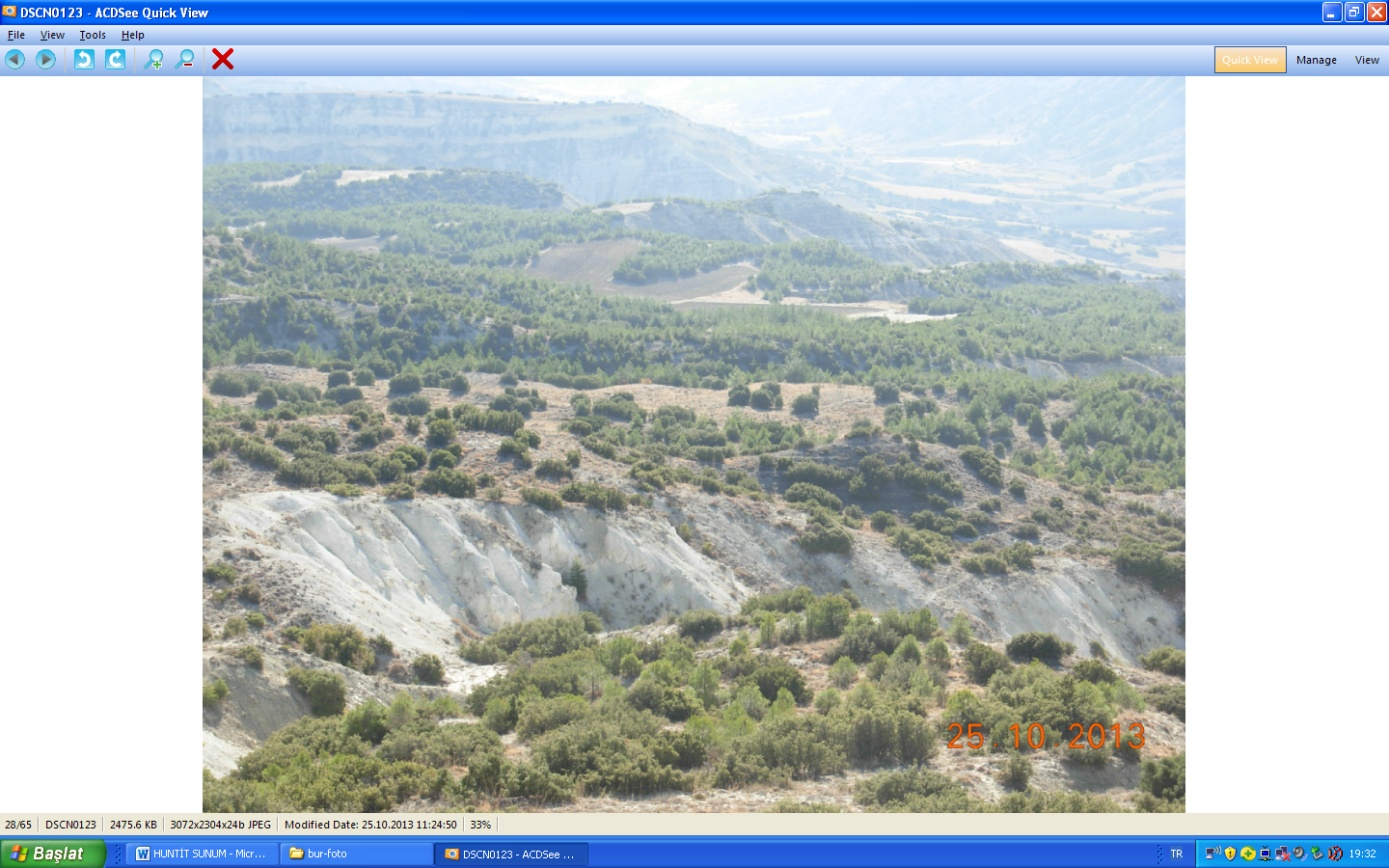 DSCN0123 - ACDSee Quick View
File View Tools Help
Quick View Manage View
25.10.2013
28/65 DSCN0123 2475.6 KB 3072x2304x24b JPEG Modified Date: 25.10.2013 11:24:50 33%
Başlat HUNTİT SUNUM - Micr... bur-foto DSCN0123 - ACDSee ... TR 19:32